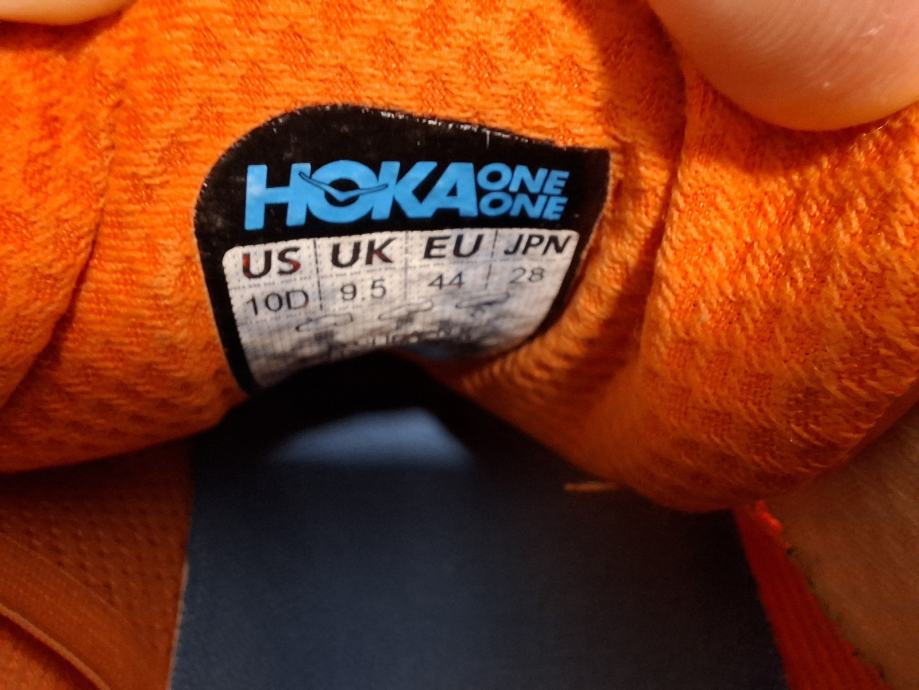 HOKA ONE ONE
US UK EU JPN
10D 9.5 44 28